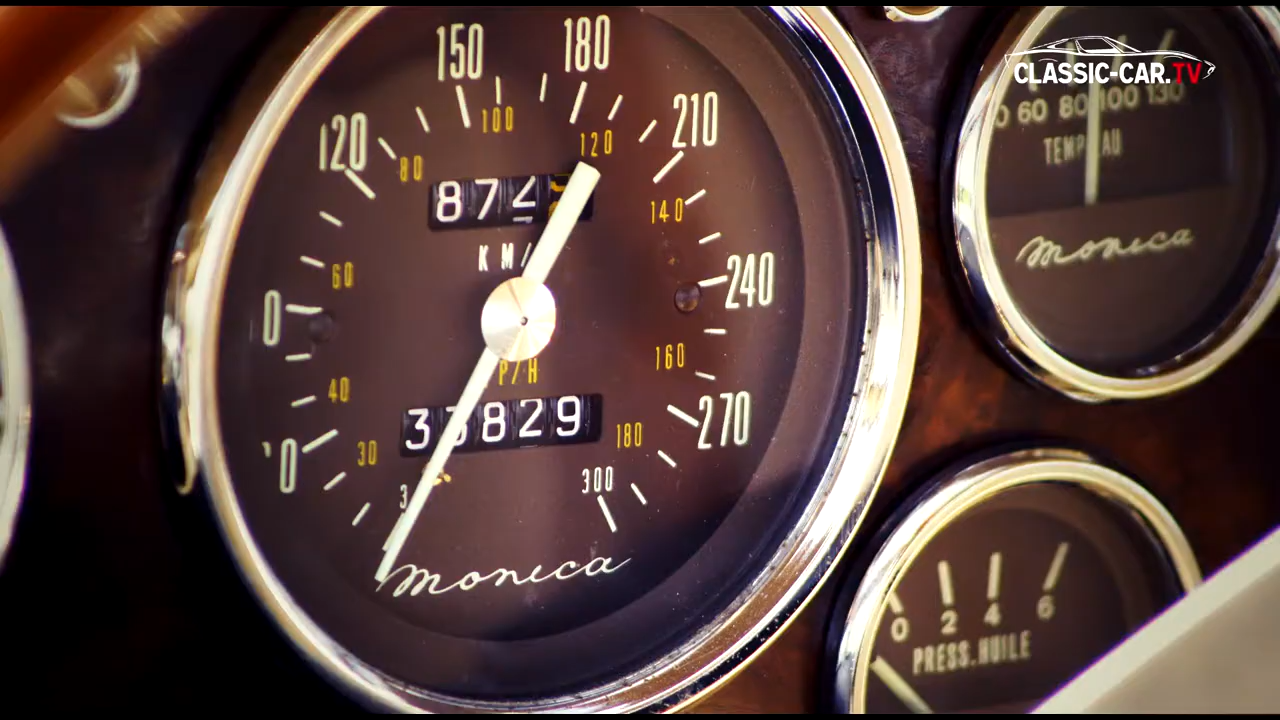 CLASSIC-CAR.TV
150 180
120 210
100 120
80 140
874
KM/
60 240
P/H
160
40
33829
270
30 180
300
Monica
60 80 100 130
TEMP. EAU
Monica
0 2 4 6
PRESS.HUILE